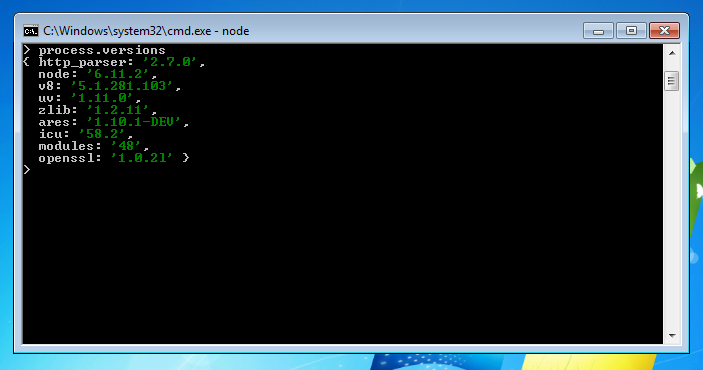 C:\Windows\system32\cmd.exe - node
> process.versions
{ http_parser: '2.7.0',
node: '6.11.2',
v8: '5.1.281.103',
uv: '1.11.0',
zlib: '1.2.11',
ares: '1.10.1-DEV',
icu: '58.2',
modules: '48',
openssl: '1.0.2l' }
>